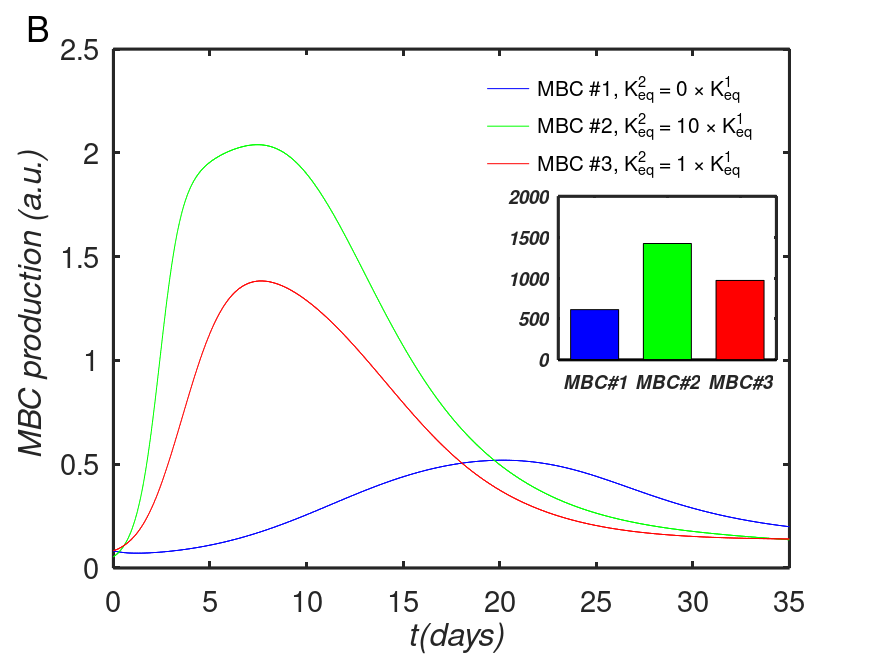 B
2.5
2
1.5
1
0.5
0
MBC production (a.u.)
0 5 10 15 20 25 30 35
t(days)
MBC #1, K²eq = 0 × K¹eq
MBC #2, K²eq = 10 × K¹eq
MBC #3, K²eq = 1 × K¹eq
2000
1500
1000
500
0
MBC#1 MBC#2 MBC#3